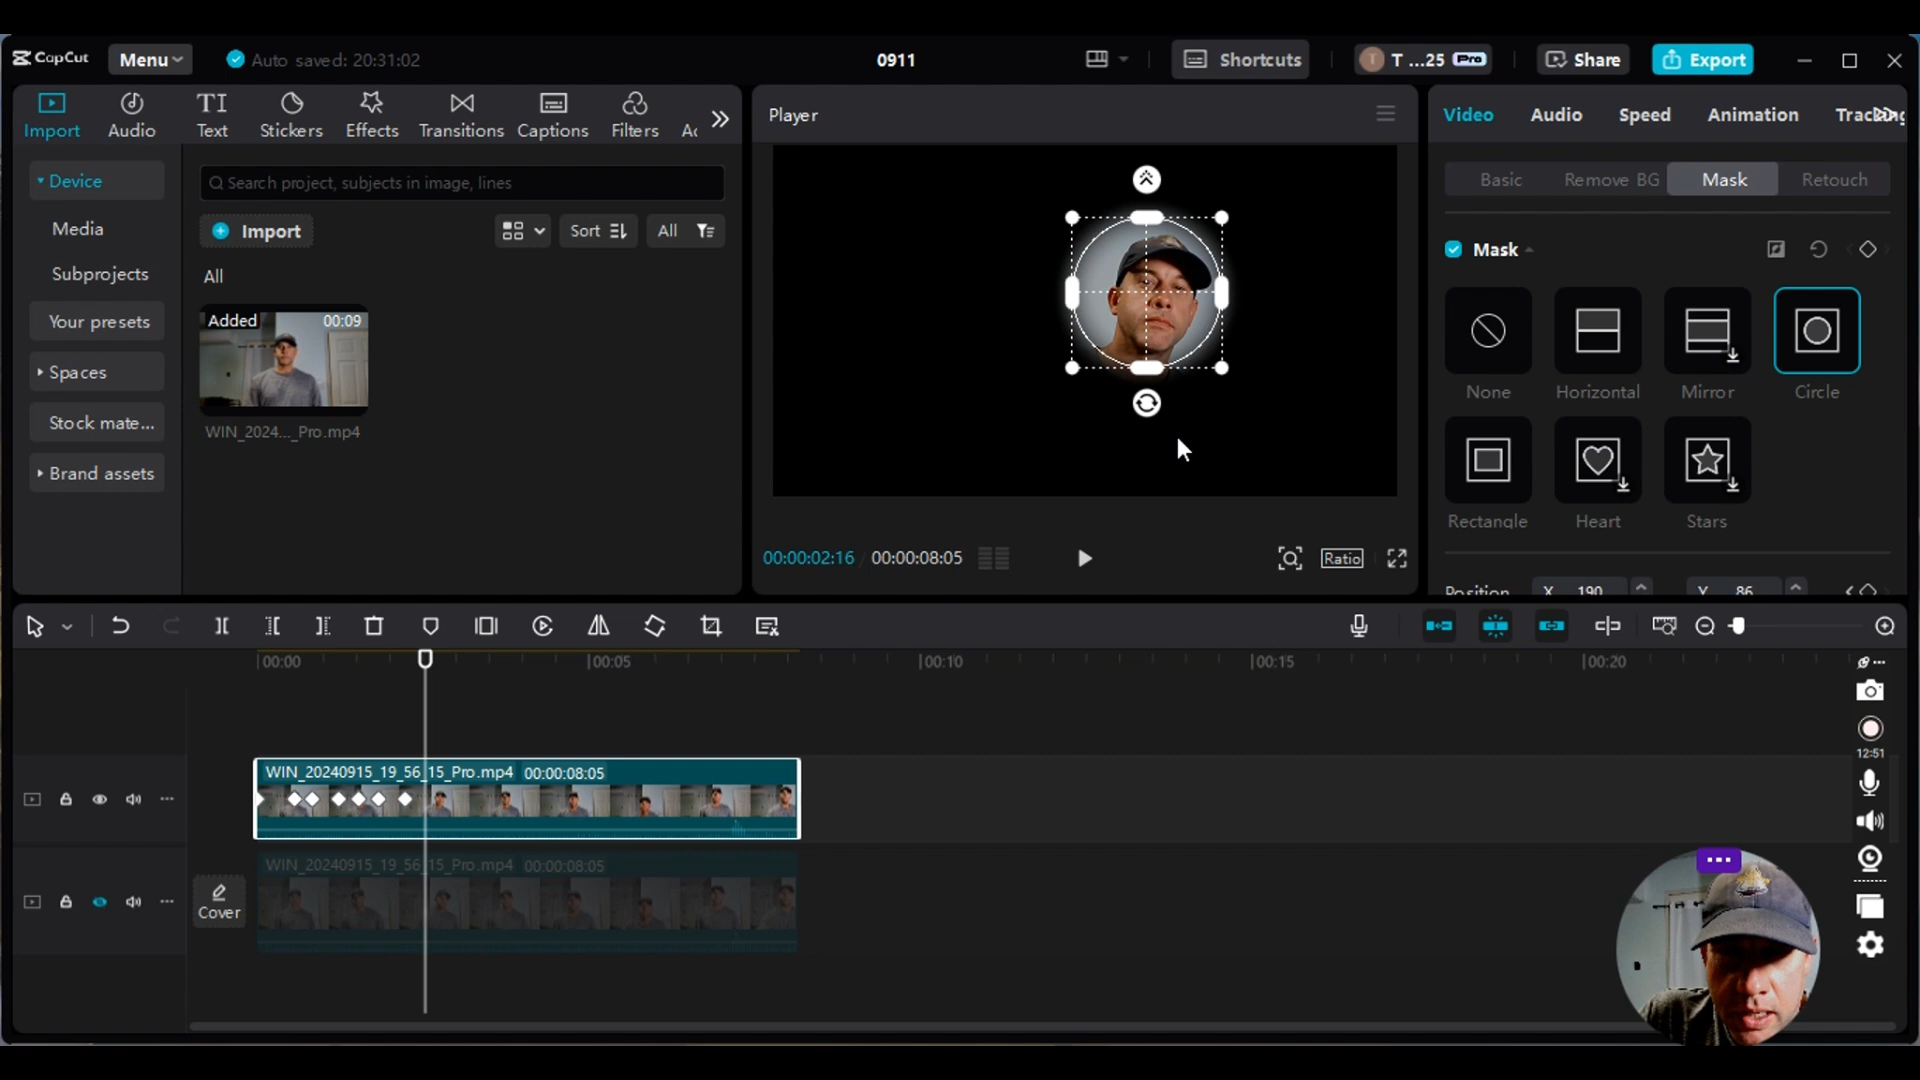 CapCut
Menu
Auto saved: 20:31:02
0911
Shortcuts
T ...25 Pro
Share
Export
Import
Audio
Text
Stickers
Effects
Transitions
Captions
Filters
Player
Video
Audio
Speed
Animation
Tracking
Device
Media
Subprojects
Your presets
Spaces
Stock mate...
Brand assets
Search project, subjects in image, lines
Import
Sort
All
All
Added 00:09
WIN_2024..._Pro.mp4
Basic
Remove BG
Mask
Retouch
Mask
None
Horizontal
Mirror
Circle
Rectangle
Heart
Stars
Position X 190 Y 86
00:00:02:16 / 00:00:08:05
Ratio
00:00
00:05
00:10
00:15
00:20
WIN_20240915_19_56_15_Pro.mp4 00:00:08:05
WIN_20240915_19_56_15_Pro.mp4 00:00:08:05
Cover
12:51